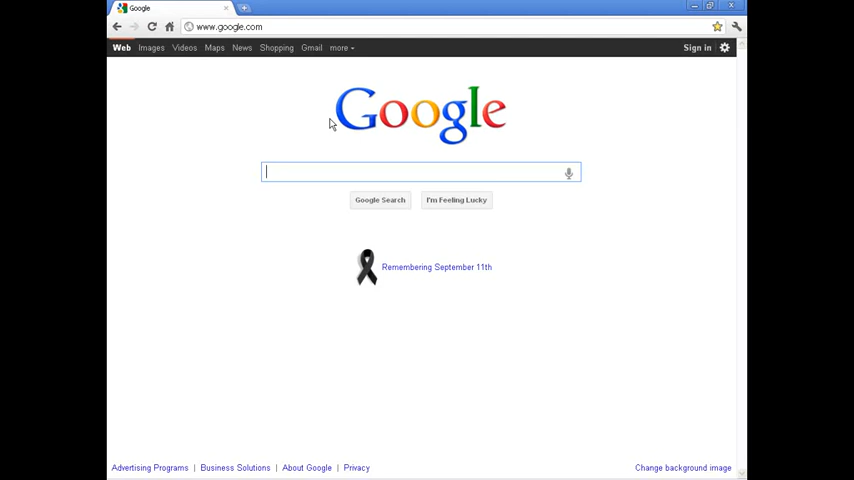 Google
www.google.com
Web Images Videos Maps News Shopping Gmail more Sign in
Google
Google Search I'm Feeling Lucky
Remembering September 11th
Advertising Programs | Business Solutions | About Google | Privacy Change background image